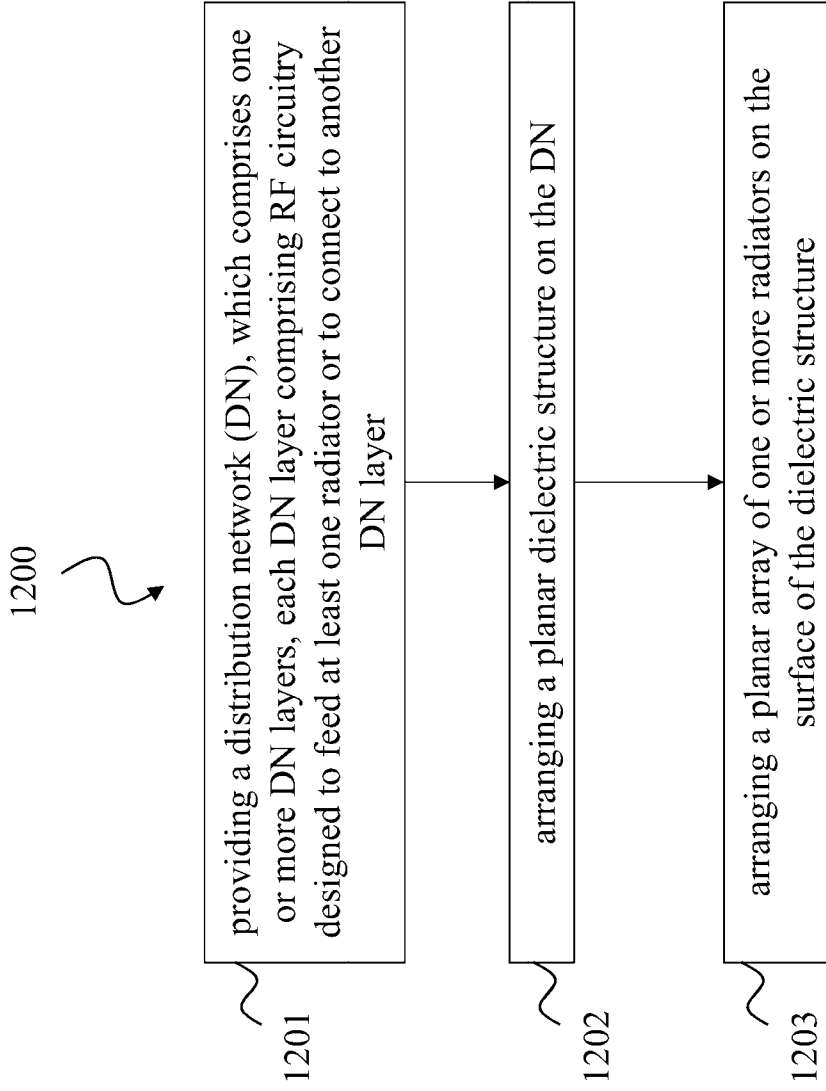 1200
1201
providing a distribution network (DN), which comprises one
or more DN layers, each DN layer comprising RF circuitry
designed to feed at least one radiator or to connect to another
DN layer
1202
arranging a planar dielectric structure on the DN
1203
arranging a planar array of one or more radiators on the
surface of the dielectric structure